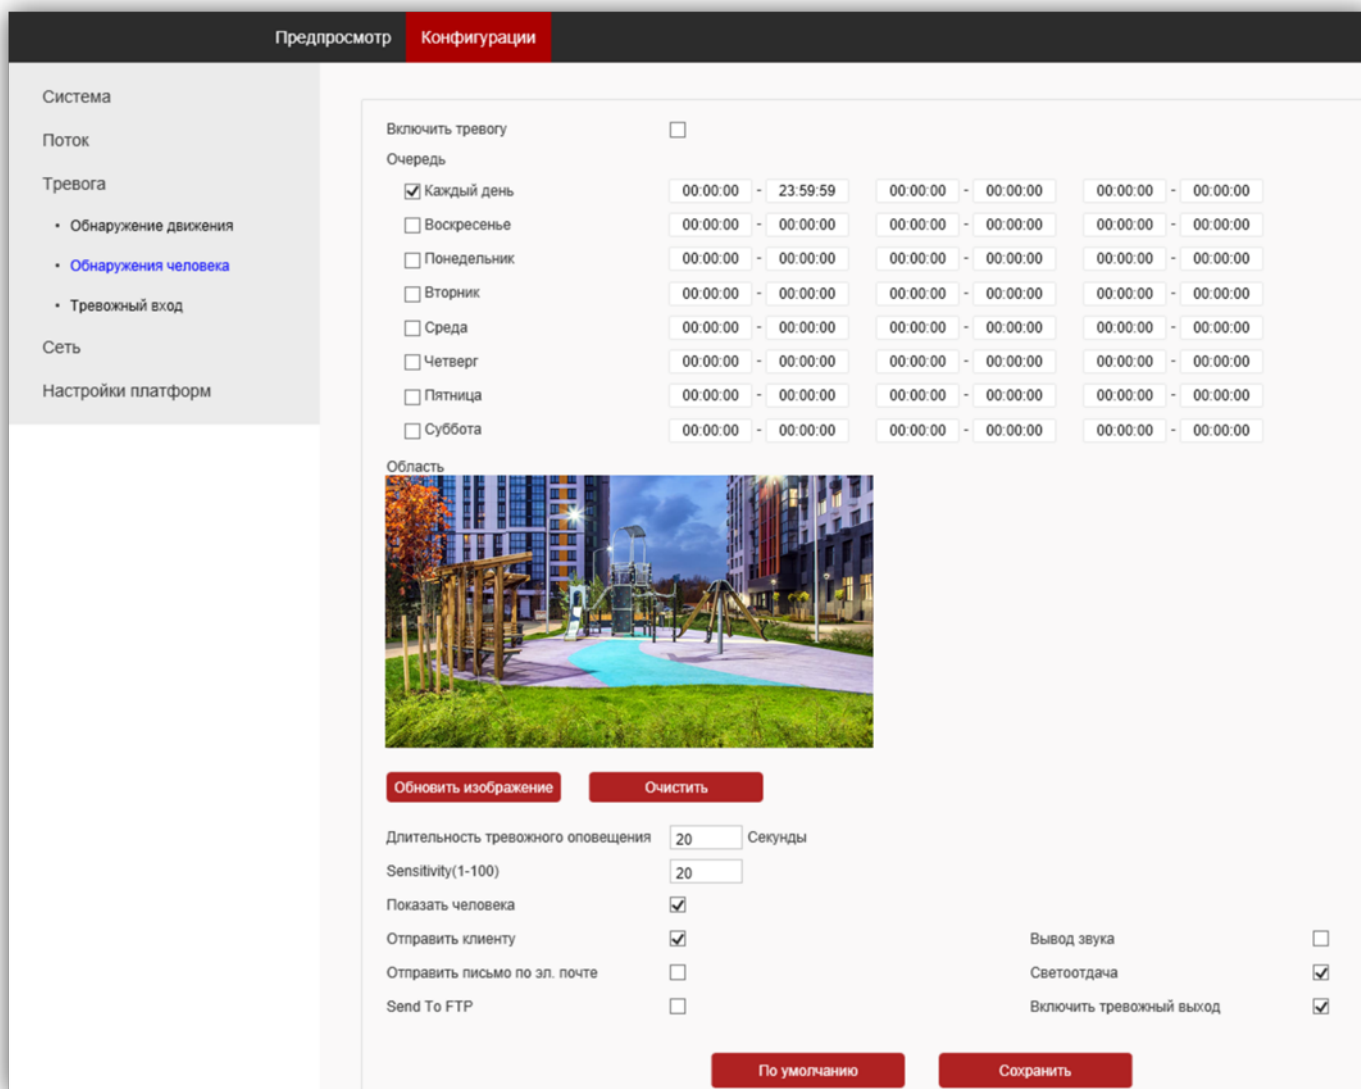 Предпросмотр Конфигурации
Система
Поток
Тревога
• Обнаружение движения
• Обнаружения человека
• Тревожный вход
Сеть
Настройки платформ
Включить тревогу
Очередь
Каждый день 00:00:00 - 23:59:59 00:00:00 - 00:00:00 00:00:00 - 00:00:00
Воскресенье 00:00:00 - 00:00:00 00:00:00 - 00:00:00 00:00:00 - 00:00:00
Понедельник 00:00:00 - 00:00:00 00:00:00 - 00:00:00 00:00:00 - 00:00:00
Вторник 00:00:00 - 00:00:00 00:00:00 - 00:00:00 00:00:00 - 00:00:00
Среда 00:00:00 - 00:00:00 00:00:00 - 00:00:00 00:00:00 - 00:00:00
Четверг 00:00:00 - 00:00:00 00:00:00 - 00:00:00 00:00:00 - 00:00:00
Пятница 00:00:00 - 00:00:00 00:00:00 - 00:00:00 00:00:00 - 00:00:00
Суббота 00:00:00 - 00:00:00 00:00:00 - 00:00:00 00:00:00 - 00:00:00
Область
Обновить изображение Очистить
Длительность тревожного оповещения 20 Секунды
Sensitivity(1-100) 20
Показать человека
Отправить клиенту Вывод звука
Отправить письмо по эл. почте Светоотдача
Send To FTP Включить тревожный выход
По умолчанию Сохранить